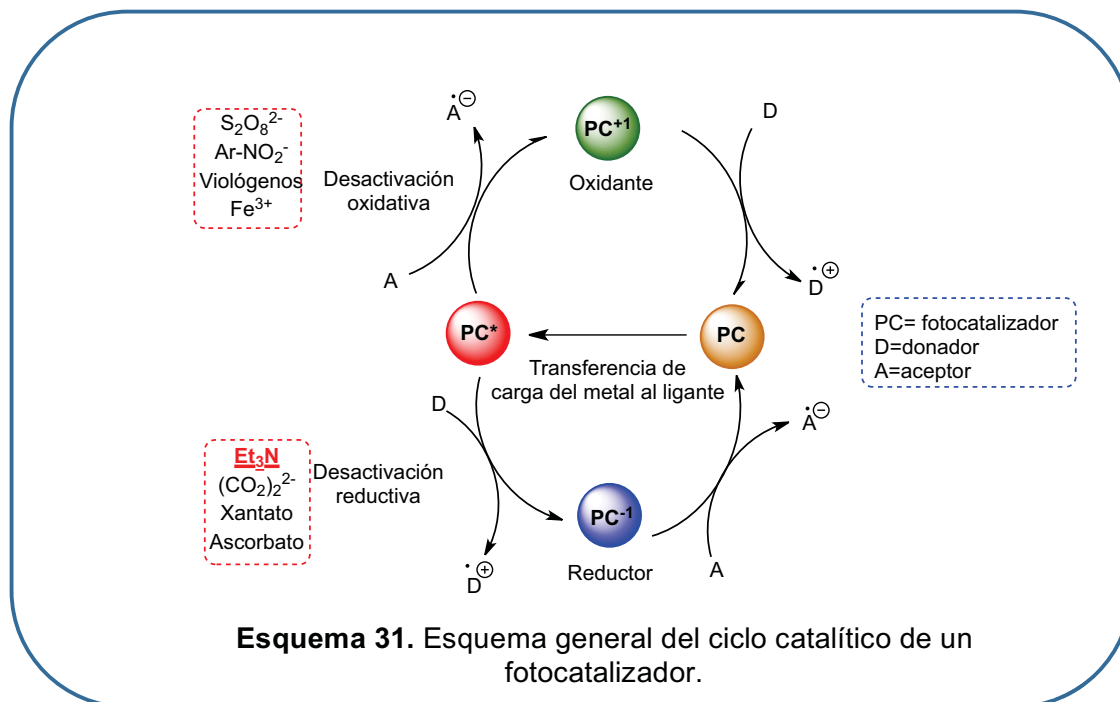 S₂O₈²⁻
Ar-NO₂⁻
Viológenos
Fe³⁺
Desactivación
oxidativa
A•⊖
PC⁺¹
Oxidante
D
A
D•⊕
PC*
PC
Transferencia de
carga del metal al ligante
PC= fotocatalizador
D=donador
A=aceptor
D
A•⊖
Et₃N
(CO₂)₂²⁻
Xantato
Ascorbato
Desactivación
reductiva
PC⁻¹
Reductor
D•⊕
A
Esquema 31. Esquema general del ciclo catalítico de un
fotocatalizador.